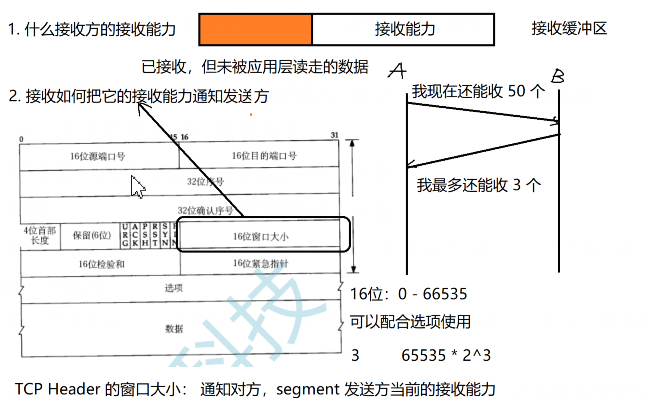 1. 什么接收方的接收能力
接收能力
接收缓冲区
已接收，但未被应用层读走的数据
2. 接收如何把它的接收能力通知发送方
A
B
我现在还能收 50 个
我最多还能收 3 个
0
15 16
31
16位源端口号
16位目的端口号
32位序号
32位确认序号
4位首部长度
保留(6位)
URG
ACK
PSH
RST
SYN
FIN
16位窗口大小
16位检验和
16位紧急指针
选项
数据
科技
16位：0 - 66535
可以配合选项使用
3 65535 * 2^3
TCP Header 的窗口大小： 通知对方，segment 发送方当前的接收能力